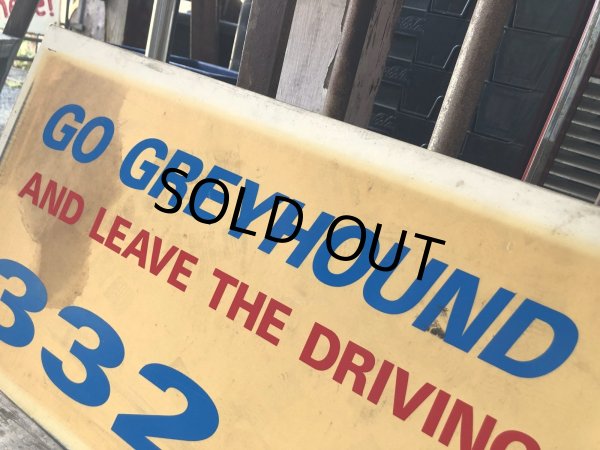 GO GREYHOUND
AND LEAVE THE DRIVING
332
SOLD OUT